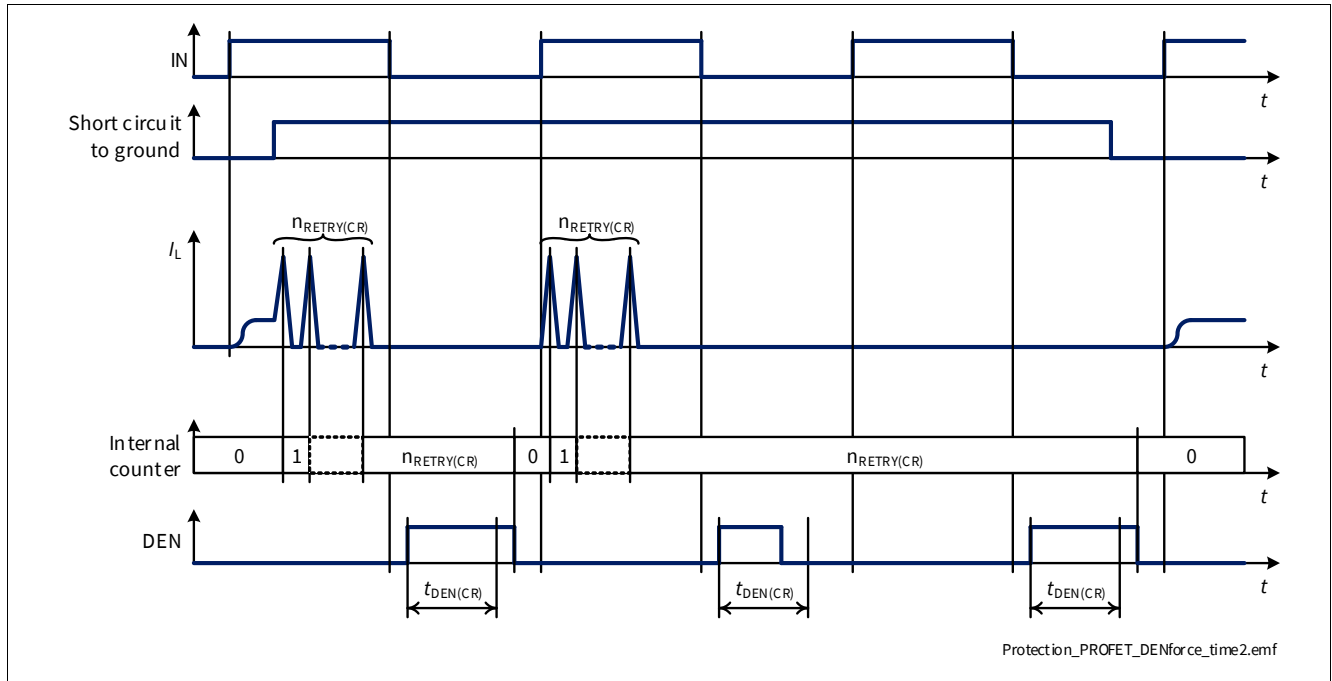 IN
t
Short circuit
to ground
t
nRETRY(CR)
nRETRY(CR)
IL
t
Internal
counter
0
1
nRETRY(CR)
0
1
nRETRY(CR)
0
t
DEN
t
tDEN(CR)
tDEN(CR)
tDEN(CR)
Protection_PROFET_DENforce_time2.emf